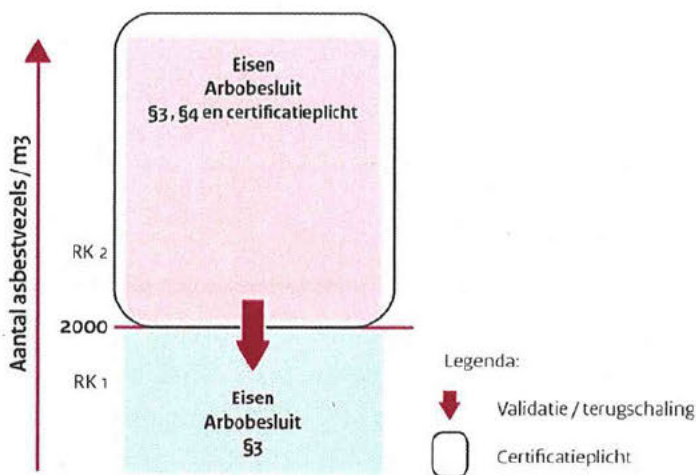 Aantal asbestvezels / m3
Eisen
Arbobesluit
§3, §4 en certificatieplicht
RK 2
2000
RK 1
Eisen
Arbobesluit
§3
Legenda:
Validatie / terugschaling
Certificatieplicht